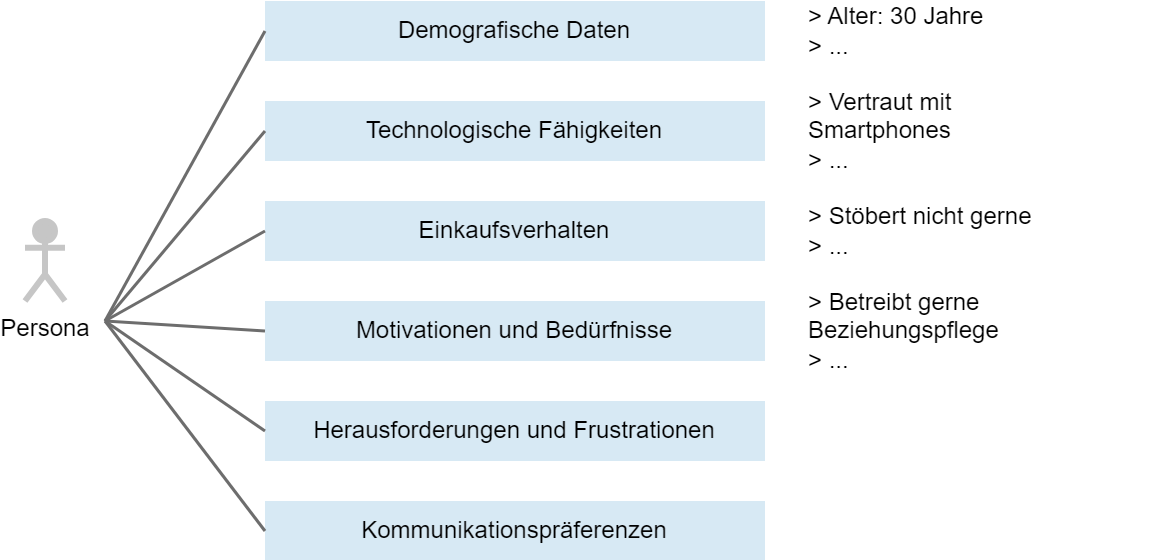 Demografische Daten
> Alter: 30 Jahre
> ...
Technologische Fähigkeiten
> Vertraut mit
Smartphones
> ...
Einkaufsverhalten
> Stöbert nicht gerne
> ...
Persona
Motivationen und Bedürfnisse
> Betreibt gerne
Beziehungspflege
> ...
Herausforderungen und Frustrationen
Kommunikationspräferenzen